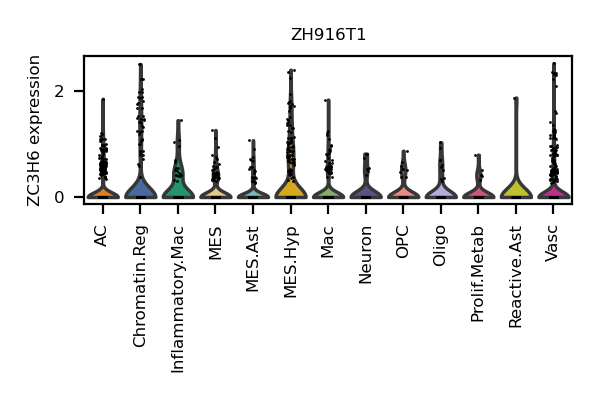 ZH916T1
ZC3H6 expression
2
0
AC
Chromatin.Reg
Inflammatory.Mac
MES
MES.Ast
MES.Hyp
Mac
Neuron
OPC
Oligo
Prolif.Metab
Reactive.Ast
Vasc